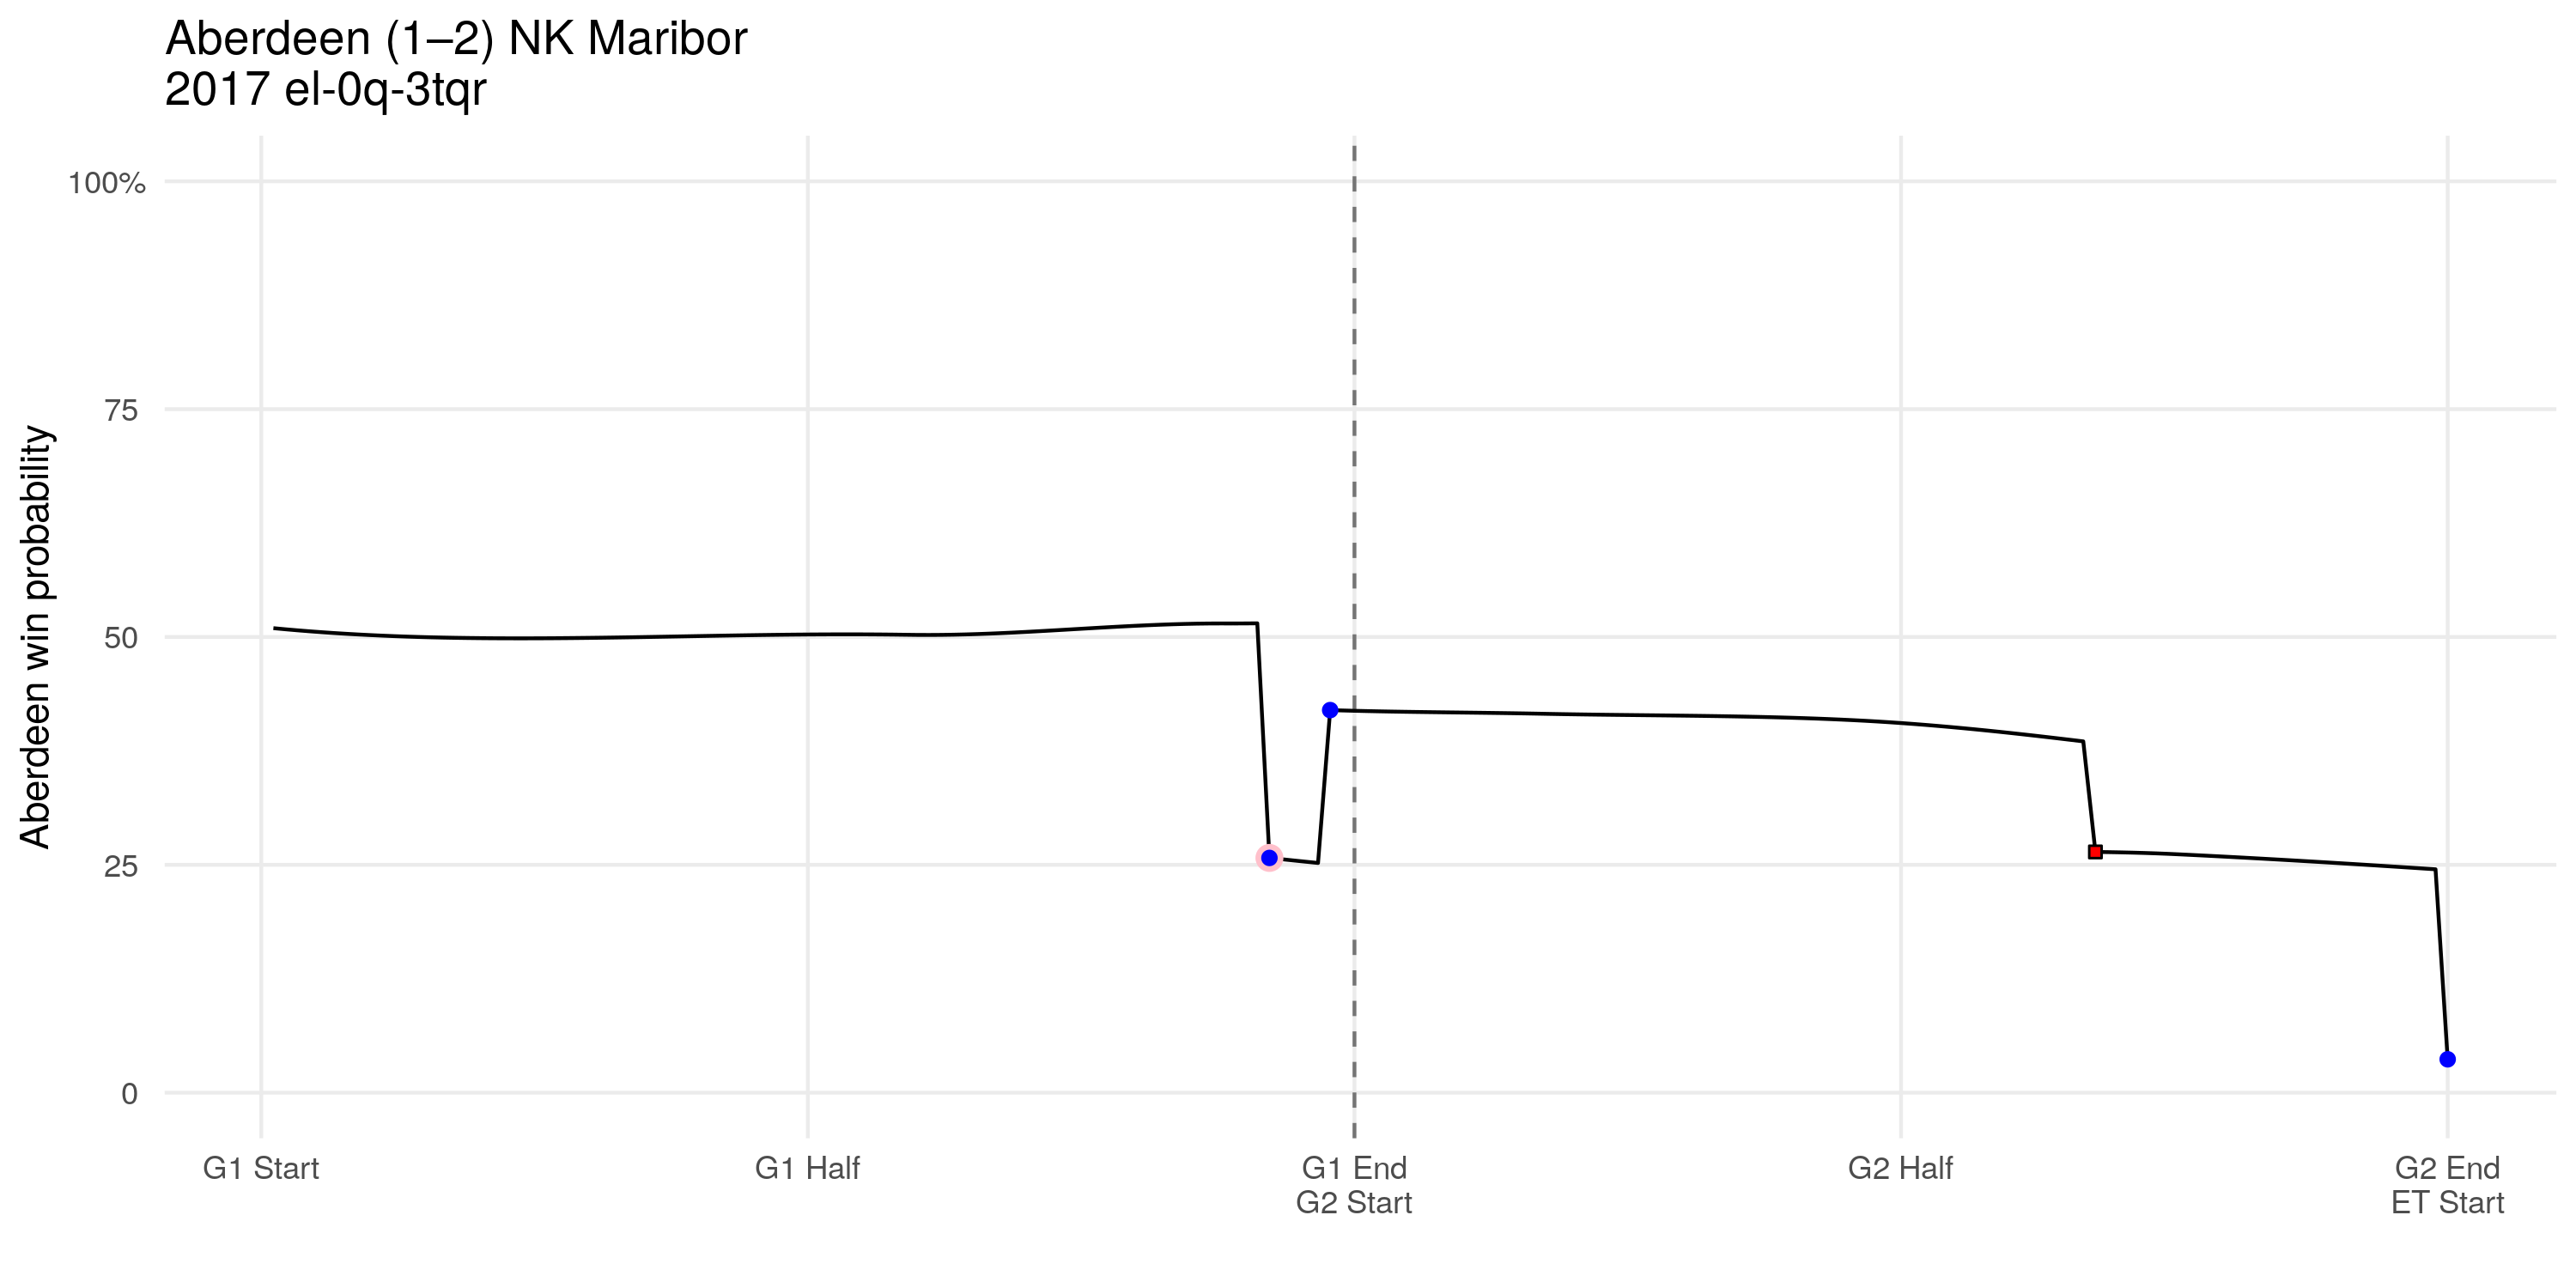 Aberdeen (1–2) NK Maribor
2017 el-0q-3tqr
Aberdeen win probability
100%
75
50
25
0
G1 Start
G1 Half
G1 End
G2 Start
G2 Half
G2 End
ET Start